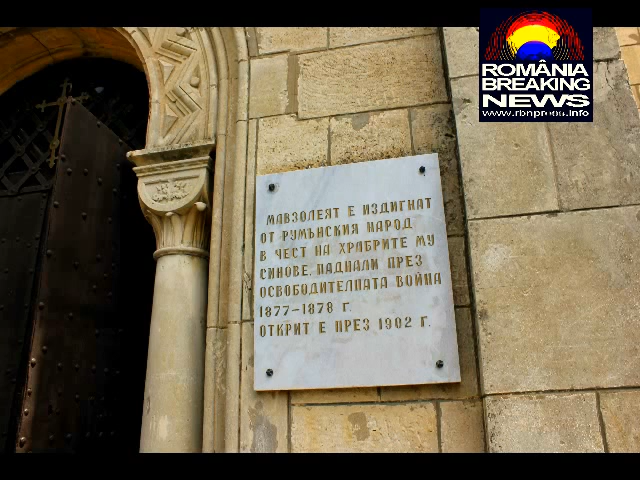 ROMÂNIA
BREAKING
NEWS
www.rbnpress.info
МАВЗОЛЕЯТ Е ИЗДИГНАТ
ОТ РУМЪНСКИЯ НАРОД
В ЧЕСТ НА ХРАБРИТЕ МУ
СИНОВЕ, ПАДНАЛИ ПРЕЗ
ОСВОБОДИТЕЛНАТА ВОЙНА
1877-1878 Г.
ОТКРИТ Е ПРЕЗ 1902 Г.